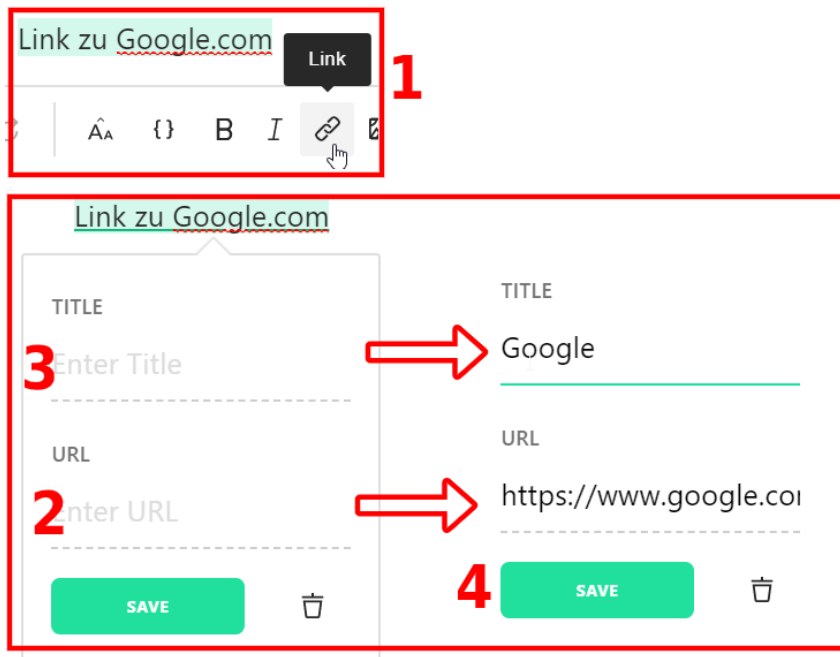 Link zu Google.com
Link
1
AA {} B I
Link zu Google.com
TITLE
3 Enter Title
URL
2 Enter URL
SAVE
TITLE
Google
URL
https://www.google.co
4 SAVE